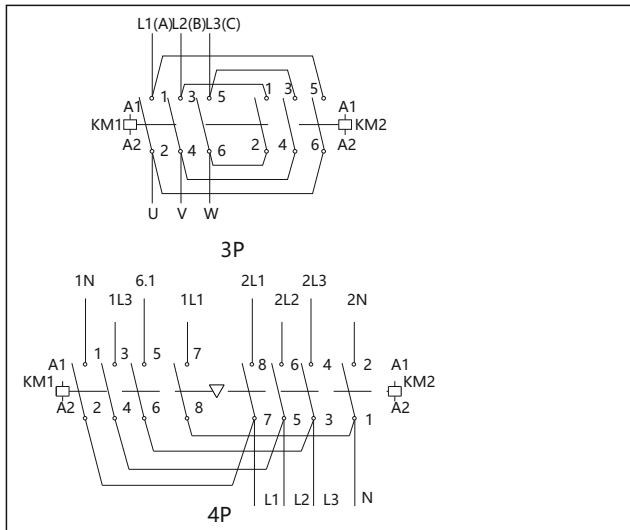 L1(A)L2(B)L3(C)
1 3 5 1 3 5
A1 A1
KM1 KM2
A2 A2
2 4 6 2 4 6
U V W
3P
1N 6.1 2L1 2L3
1L3 1L1 2L2 2N
A1 1 3 5 7 8 6 4 2 A1
KM1 KM2
A2 2 4 6 8 7 5 3 1 A2
L1 L2 L3 N
4P